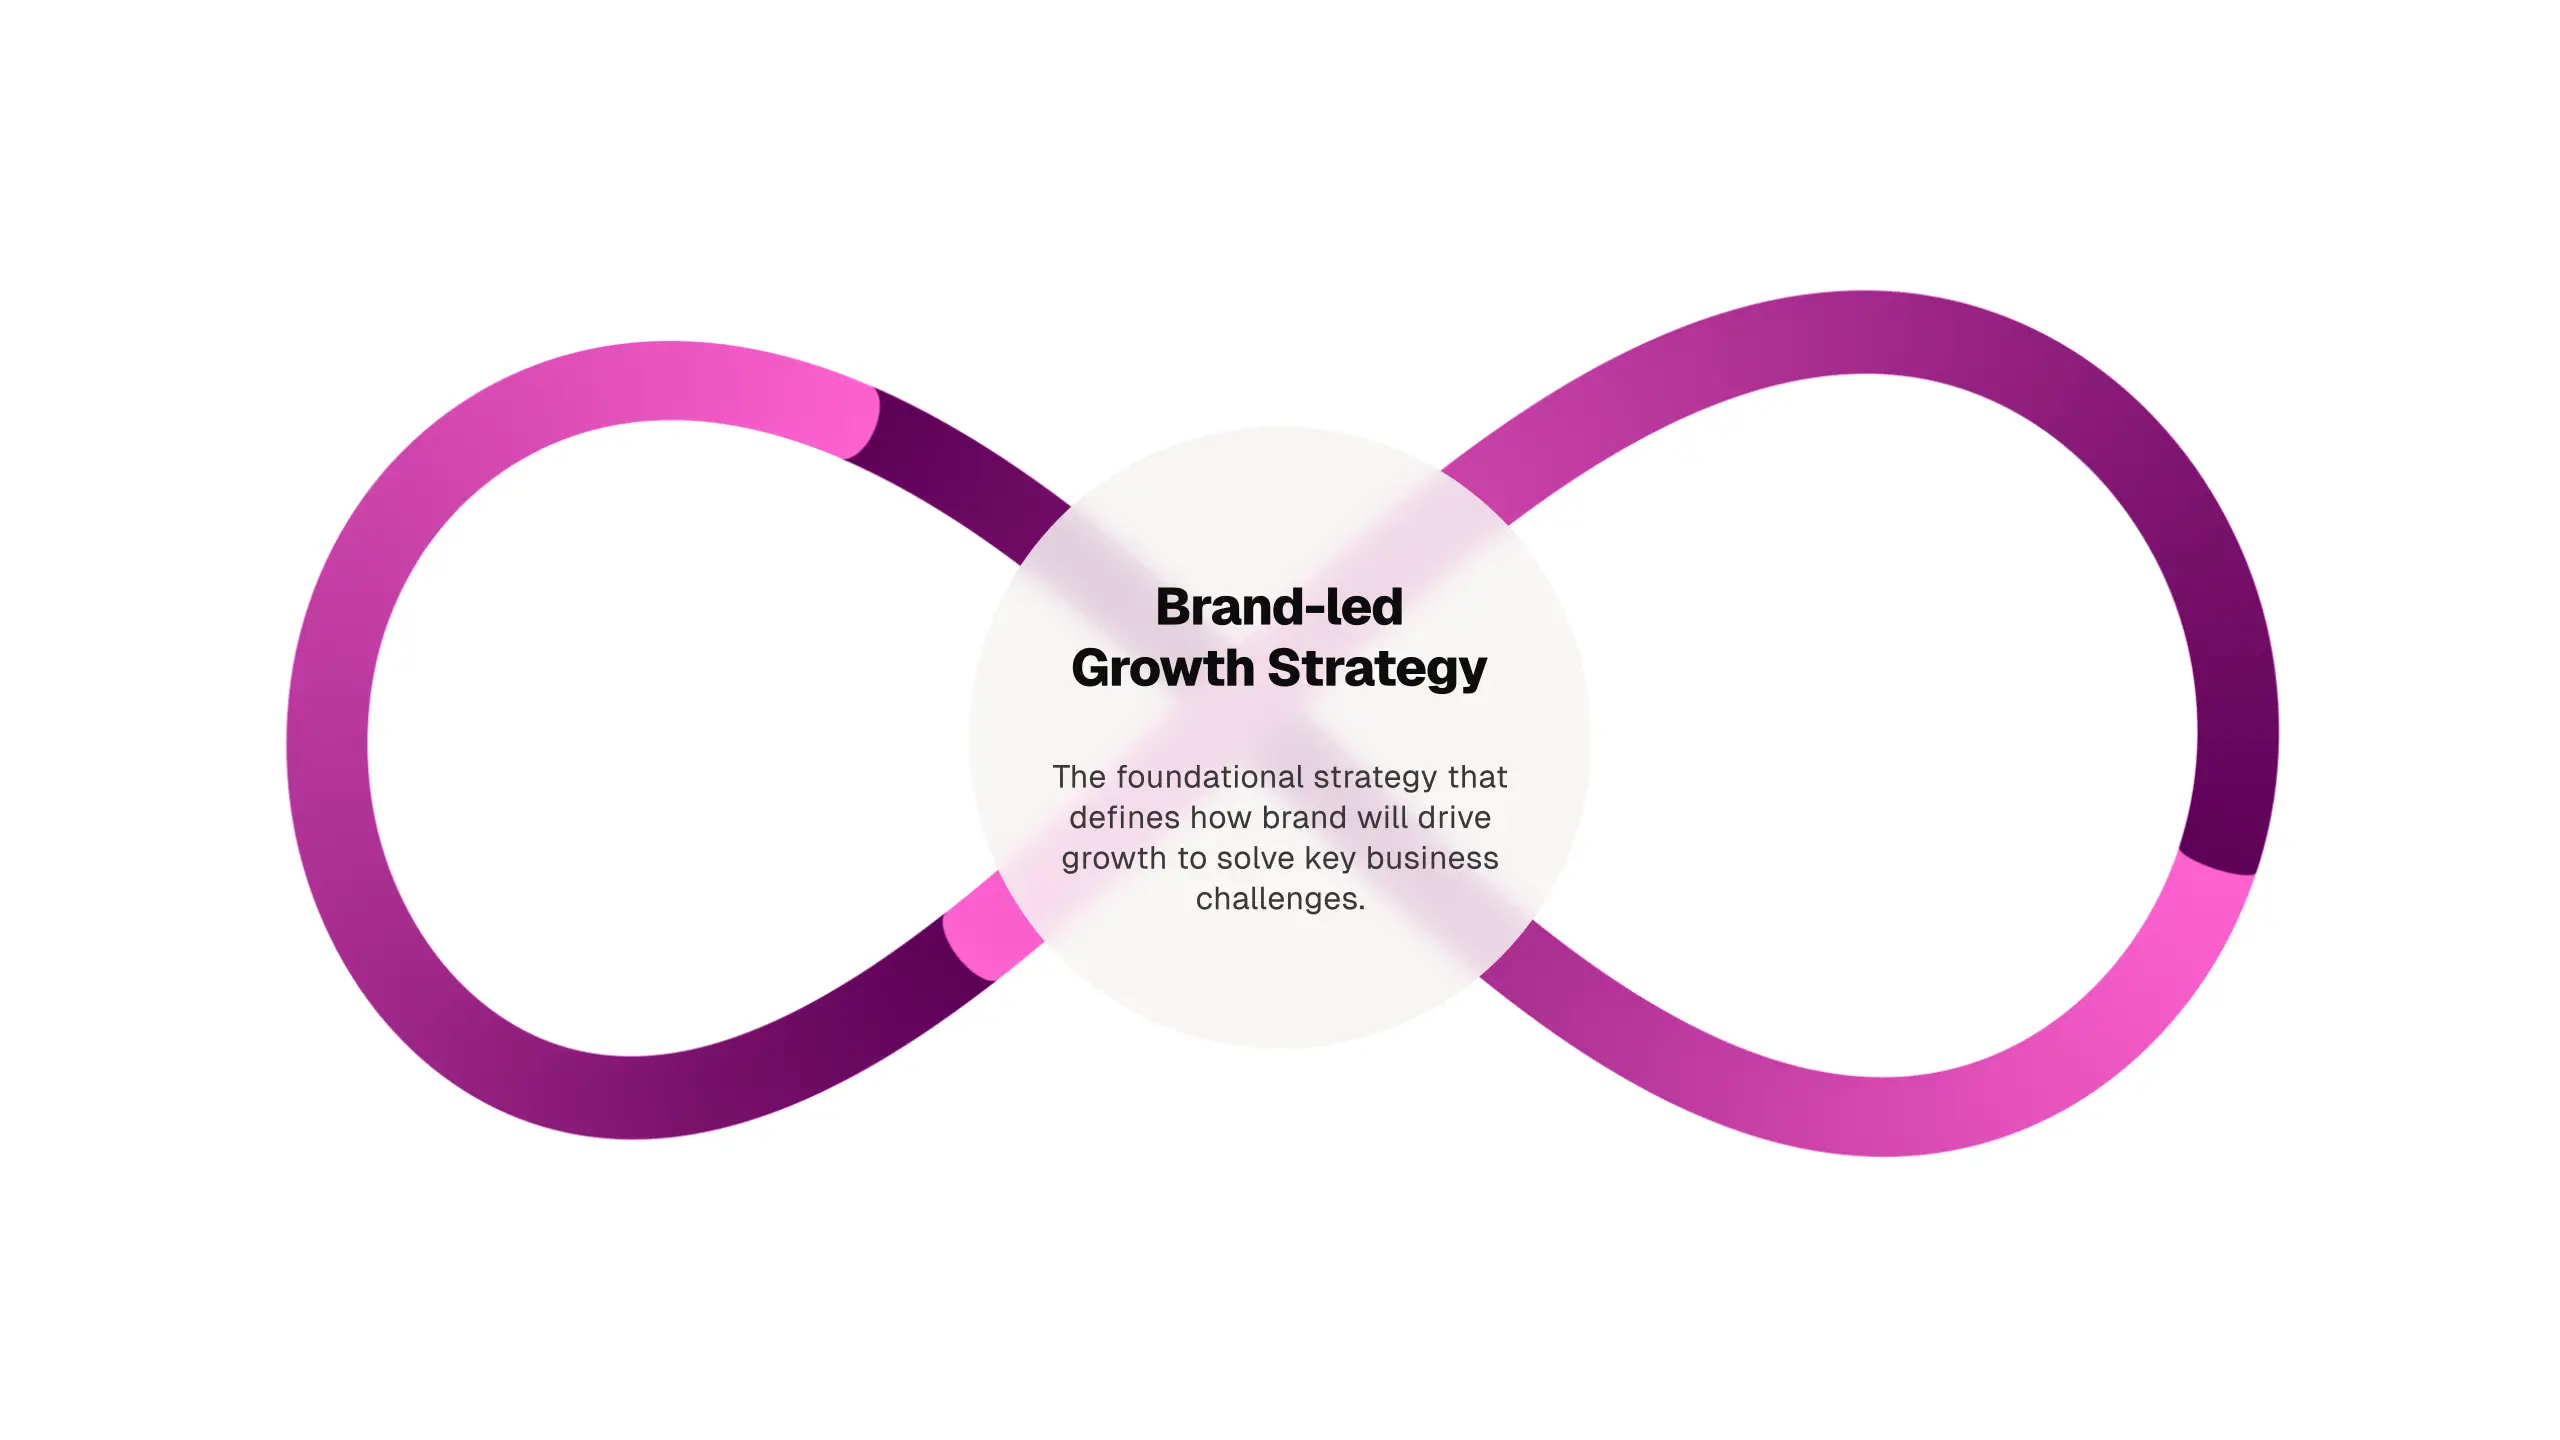 Brand-led
Growth Strategy
The foundational strategy that
defines how brand will drive
growth to solve key business
challenges.